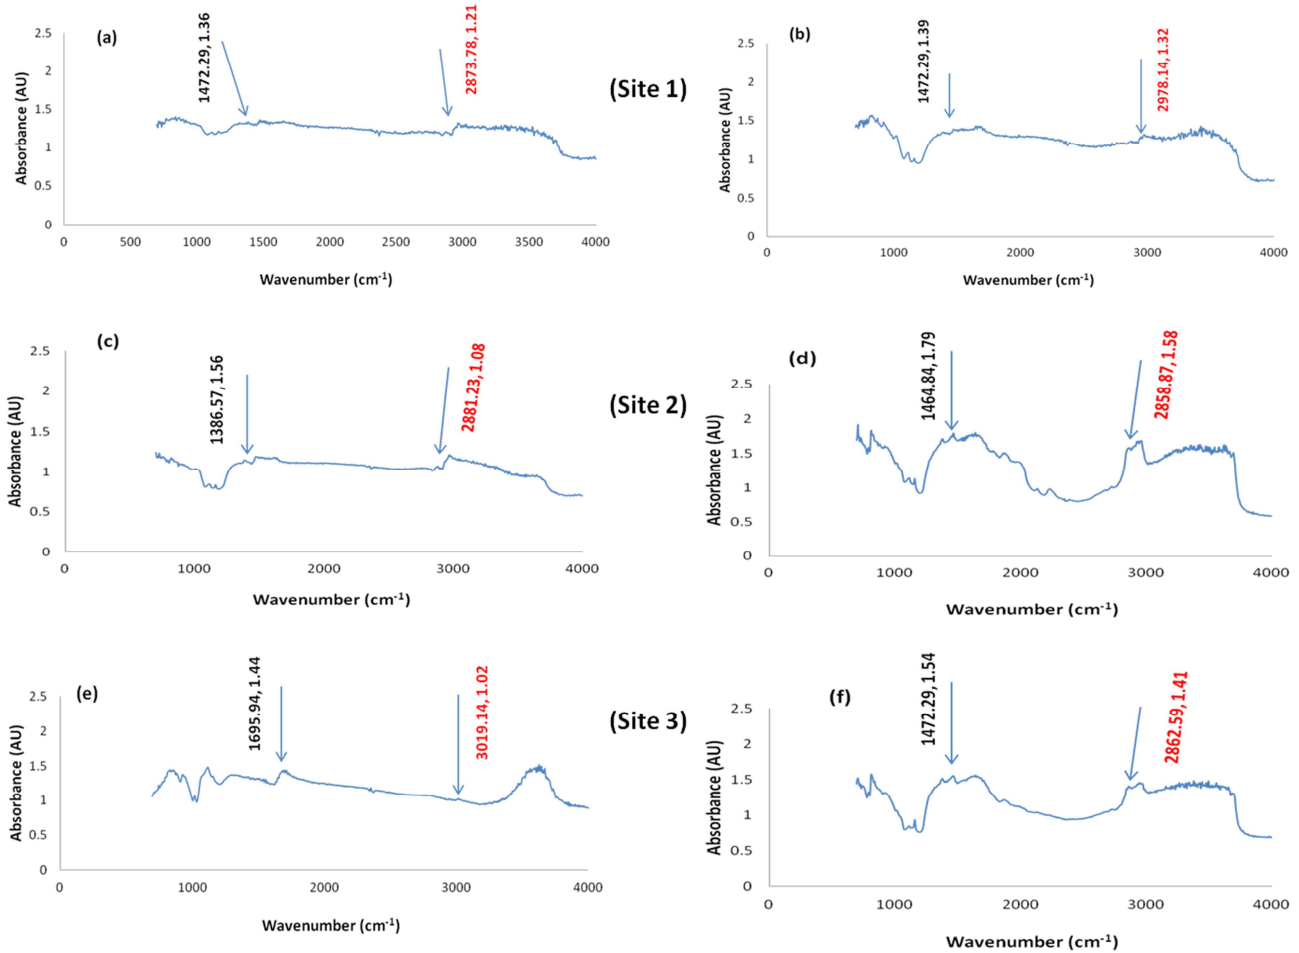 (a)
1472.29, 1.36
2873.78, 1.21
Absorbance (AU)
2.5
2
1.5
1
0.5
0
0 500 1000 1500 2000 2500 3000 3500 4000
Wavenumber (cm-1)
(Site 1)
(b)
1472.29, 1.39
2978.14, 1.32
Absorbance (AU)
2.5
2
1.5
1
0.5
0
0 1000 2000 3000 4000
Wavenumber (cm-1)
(c)
1386.57, 1.56
2881.23, 1.08
Absorbance (AU)
2.5
2
1.5
1
0.5
0
0 1000 2000 3000 4000
Wavenumber (cm-1)
(Site 2)
(d)
1464.84, 1.79
2858.87, 1.58
Absorbance (AU)
2.5
2
1.5
1
0.5
0
0 1000 2000 3000 4000
Wavenumber (cm-1)
(e)
1695.94, 1.44
3019.14, 1.02
Absorbance (AU)
2.5
2
1.5
1
0.5
0
0 1000 2000 3000 4000
Wavenumber (cm-1)
(Site 3)
(f)
1472.29, 1.54
2862.59, 1.41
Absorbance (AU)
2.5
2
1.5
1
0.5
0
0 1000 2000 3000 4000
Wavenumber (cm-1)